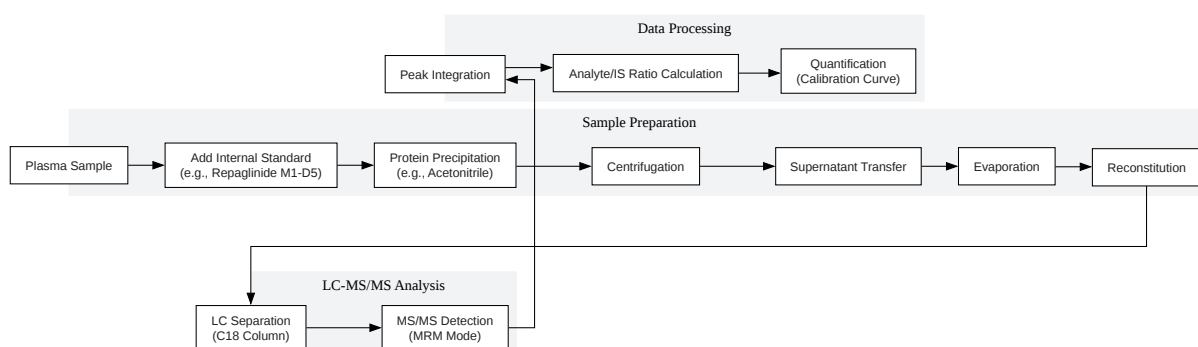 Data Processing
Peak Integration
Analyte/IS Ratio Calculation
Quantification
(Calibration Curve)
Sample Preparation
Plasma Sample
Add Internal Standard
(e.g., Repaglinide M1-D5)
Protein Precipitation
(e.g., Acetonitrile)
Centrifugation
Supernatant Transfer
Evaporation
Reconstitution
LC-MS/MS Analysis
LC Separation
(C18 Column)
MS/MS Detection
(MRM Mode)